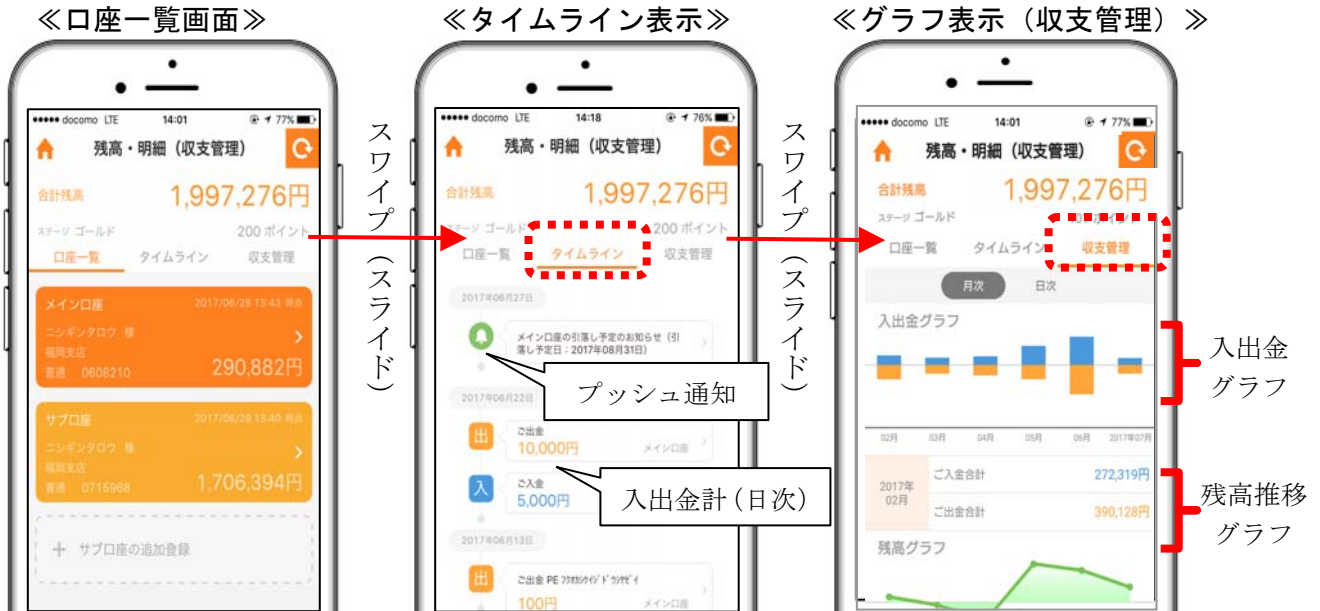 ≪口座一覧画面≫
docomo LTE 14:01 77%
残高・明細（収支管理）
合計残高 1,997,276円
ステージ ゴールド 200 ポイント
口座一覧 タイムライン 収支管理
メイン口座 2017/06/28 13:43 時点
ニシギンタロウ 様
福岡支店
普通 0608210 290,882円
サブ口座 2017/06/29 13:40 時点
ニシギンタロウ 様
福岡支店
普通 0715968 1,706,394円
+ サブ口座の追加登録
スワイプ（スライド）
≪タイムライン表示≫
docomo LTE 14:18 76%
残高・明細（収支管理）
合計残高 1,997,276円
ステージ ゴールド 200 ポイント
口座一覧 タイムライン 収支管理
2017年06月27日
メイン口座の引落し予定のお知らせ（引
落し予定日：2017年08月31日）
プッシュ通知
2017年06月22日
出 ご出金
10,000円 メイン口座
入 ご入金
5,000円
入出金計（日次）
2017年06月13日
出 ご出金 PE
100円 メイン口座
スワイプ（スライド）
≪グラフ表示（収支管理）≫
docomo LTE 14:01 77%
残高・明細（収支管理）
合計残高 1,997,276円
ステージ ゴールド
口座一覧 タイムライン 収支管理
月次 日次
入出金グラフ
02月 03月 04月 05月 06月 2017年07月
2017年
02月
ご入金合計 272,319円
ご出金合計 390,128円
残高グラフ
入出金
グラフ
残高推移
グラフ